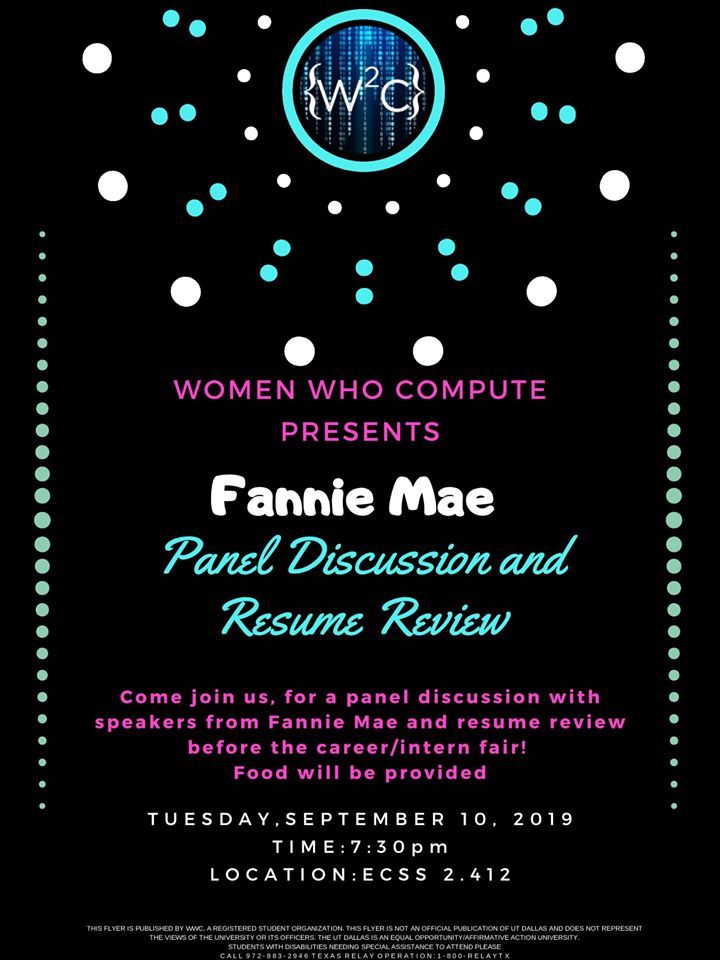 {W²C}
WOMEN WHO COMPUTE
PRESENTS
Fannie Mae
Panel Discussion and
Resume Review
Come join us, for a panel discussion with
speakers from Fannie Mae and resume review
before the career/intern fair!
Food will be provided
TUESDAY,SEPTEMBER 10, 2019
TIME:7:30pm
LOCATION:ECSS 2.412
THIS FLYER IS PUBLISHED BY WWC, A REGISTERED STUDENT ORGANIZATION. THIS FLYER IS NOT AN OFFICIAL PUBLICATION OF UT DALLAS AND DOES NOT REPRESENT
THE VIEWS OF THE UNIVERSITY OR ITS OFFICERS. THE UT DALLAS IS AN EQUAL OPPORTUNITY/AFFIRMATIVE ACTION UNIVERSITY.
STUDENTS WITH DISABILITIES NEEDING SPECIAL ASSISTANCE TO ATTEND PLEASE
CALL 972-883-2946 TEXAS RELAY OPERATION:1-800-RELAYTX